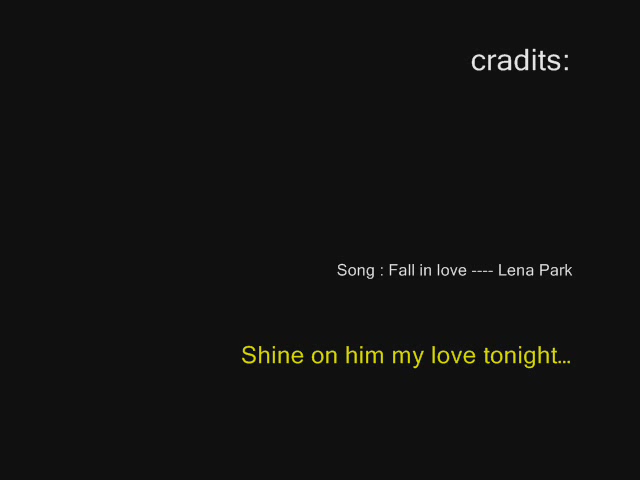 cradits:
Song : Fall in love ---- Lena Park
Shine on him my love tonight...